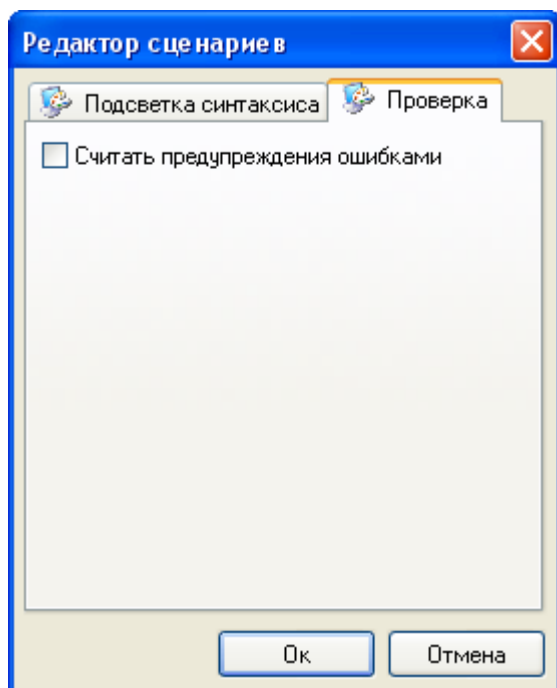 Редактор сценариев
Подсветка синтаксиса Проверка
Считать предупреждения ошибками
Ок Отмена